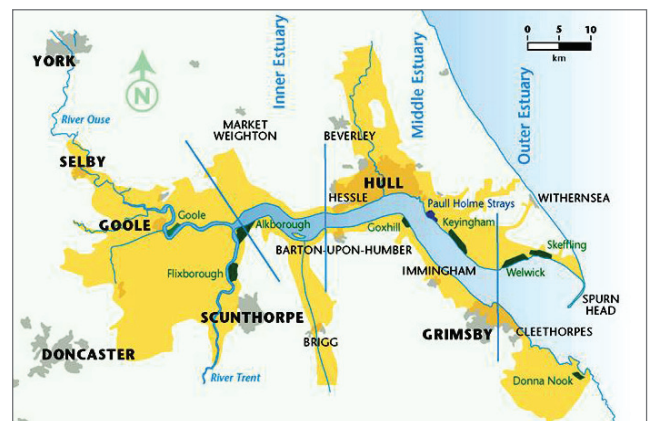 YORK
N
River Ouse
SELBY
GOOLE
Goole
MARKET
WEIGHTON
Inner Estuary
BEVERLEY
Middle Estuary
Outer Estuary
0 5 10
km
HULL
HESSLE
Paull Holme Strays
WITHERNSEA
Alkborough
Goxhill
Keyingham
Skeffling
BARTON-UPON-HUMBER
Flixborough
IMMINGHAM
Welwick
SPURN
HEAD
SCUNTHORPE
GRIMSBY
CLEETHORPES
BRIGG
DONCASTER
River Trent
Donna Nook